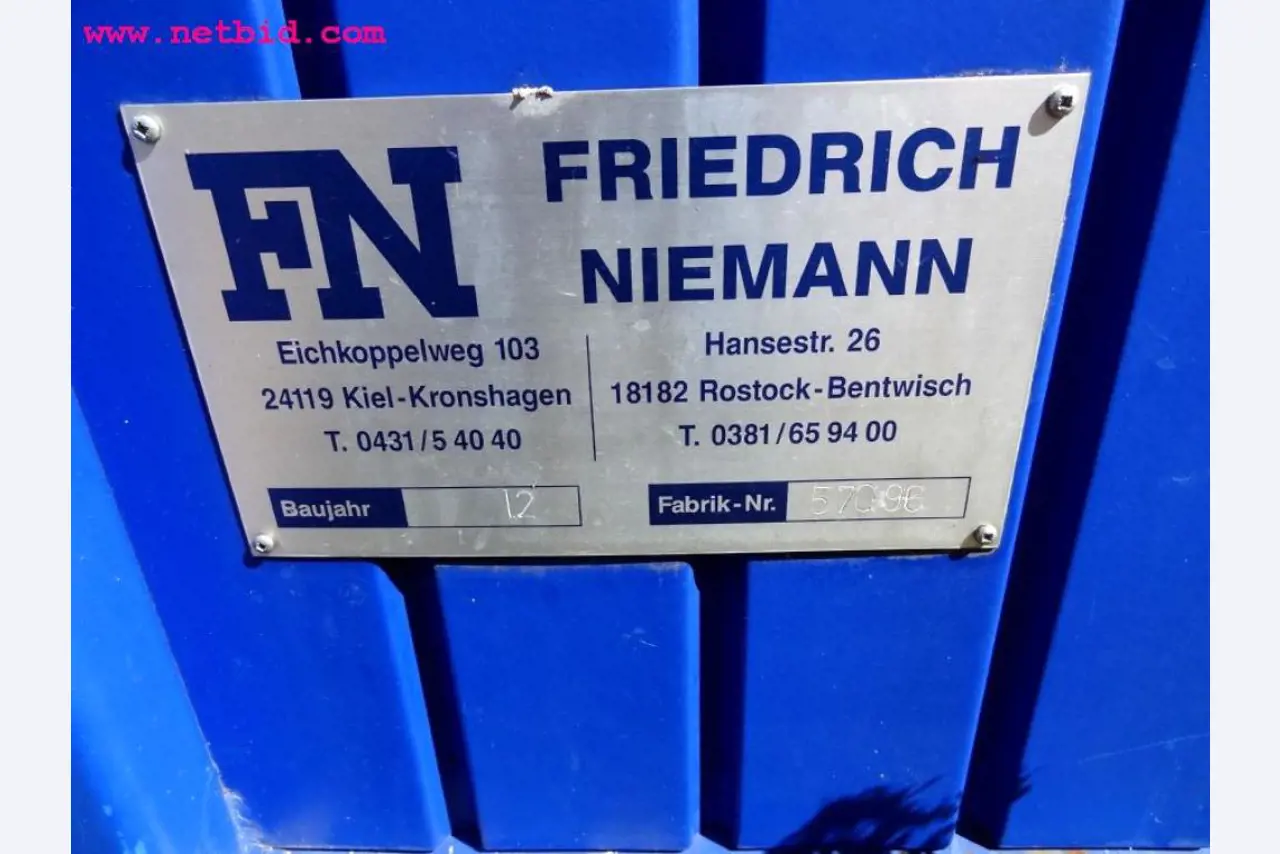 www.netbid.com
FN
FRIEDRICH
NIEMANN
Eichkoppelweg 103
24119 Kiel-Kronshagen
T. 0431/5 40 40
Hansestr. 26
18182 Rostock-Bentwisch
T. 0381/65 94 00
Baujahr 12
Fabrik-Nr. 57096